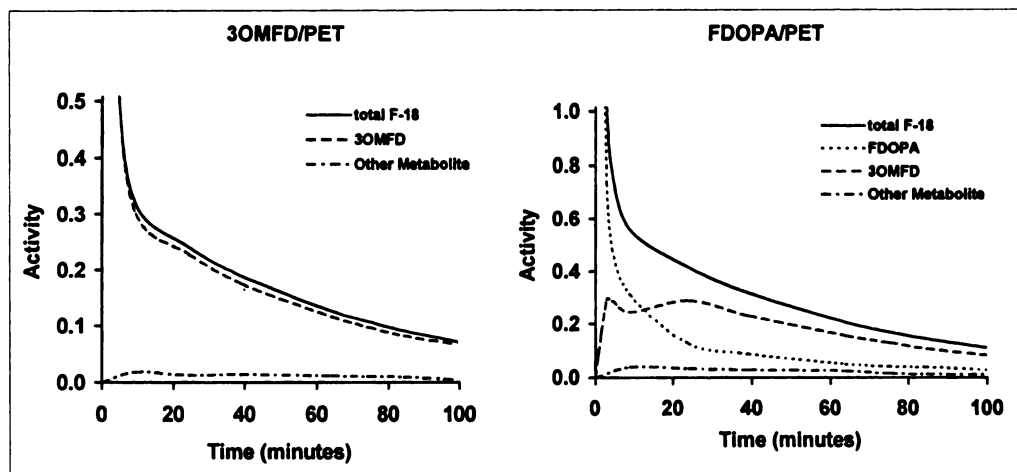 3OMFD/PET
0.5
0.4
0.3
0.2
0.1
0.0
Activity
total F-18
3OMFD
Other Metabolite
0
20
40
60
80
100
Time (minutes)
FDOPA/PET
1.0
0.8
0.6
0.4
0.2
0.0
Activity
total F-18
FDOPA
3OMFD
Other Metabolite
0
20
40
60
80
100
Time (minutes)